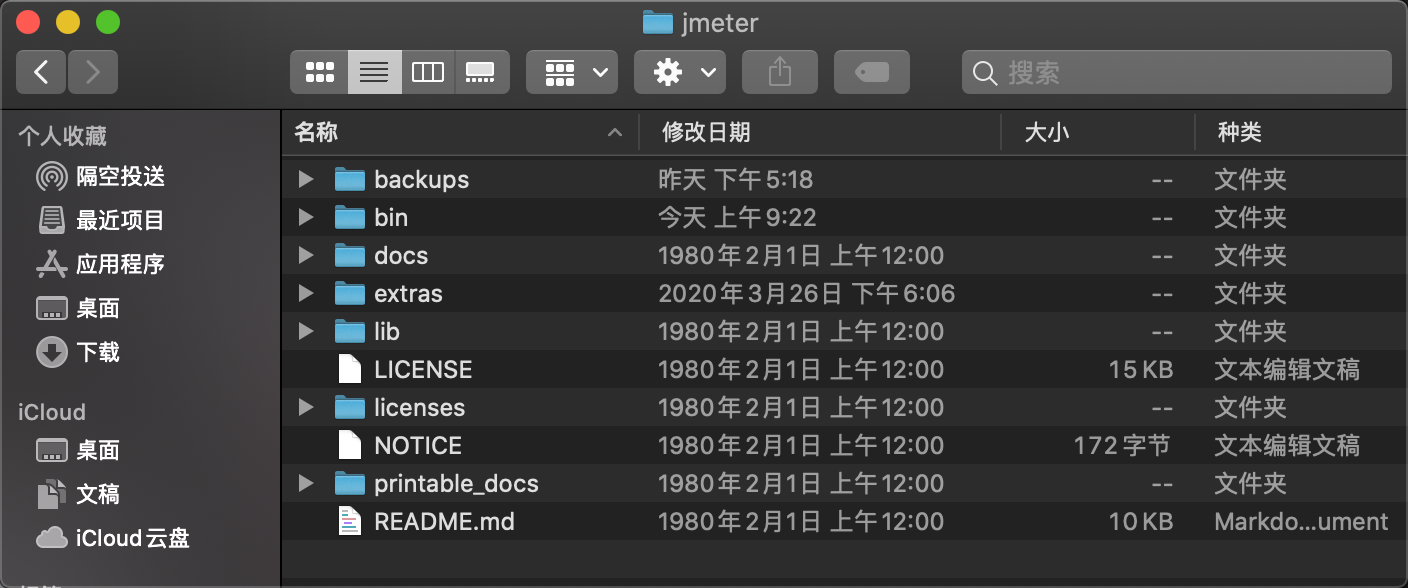 jmeter
搜索
个人收藏
隔空投送
最近项目
应用程序
桌面
下载
iCloud
桌面
文稿
iCloud云盘
名称 修改日期 大小 种类
backups 昨天 下午5:18 -- 文件夹
bin 今天 上午9:22 -- 文件夹
docs 1980年2月1日 上午12:00 -- 文件夹
extras 2020年3月26日 下午6:06 -- 文件夹
lib 1980年2月1日 上午12:00 -- 文件夹
LICENSE 1980年2月1日 上午12:00 15 KB 文本编辑文稿
licenses 1980年2月1日 上午12:00 -- 文件夹
NOTICE 1980年2月1日 上午12:00 172字节 文本编辑文稿
printable_docs 1980年2月1日 上午12:00 -- 文件夹
README.md 1980年2月1日 上午12:00 10 KB Markdo...ument